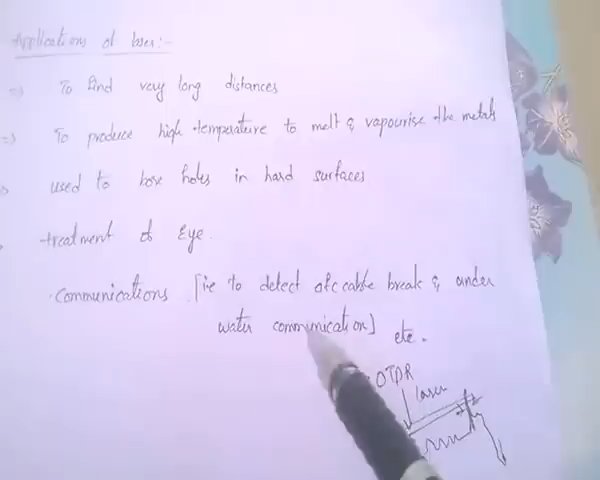 Applications of laser:-
=> To find very long distances
=> To produce high temperature to melt & vapourise the metals
used to bore holes in hard surfaces
treatment of Eye.
Communications [ie to detect ofc cable break & under
water communication] etc.
OTDR
laser